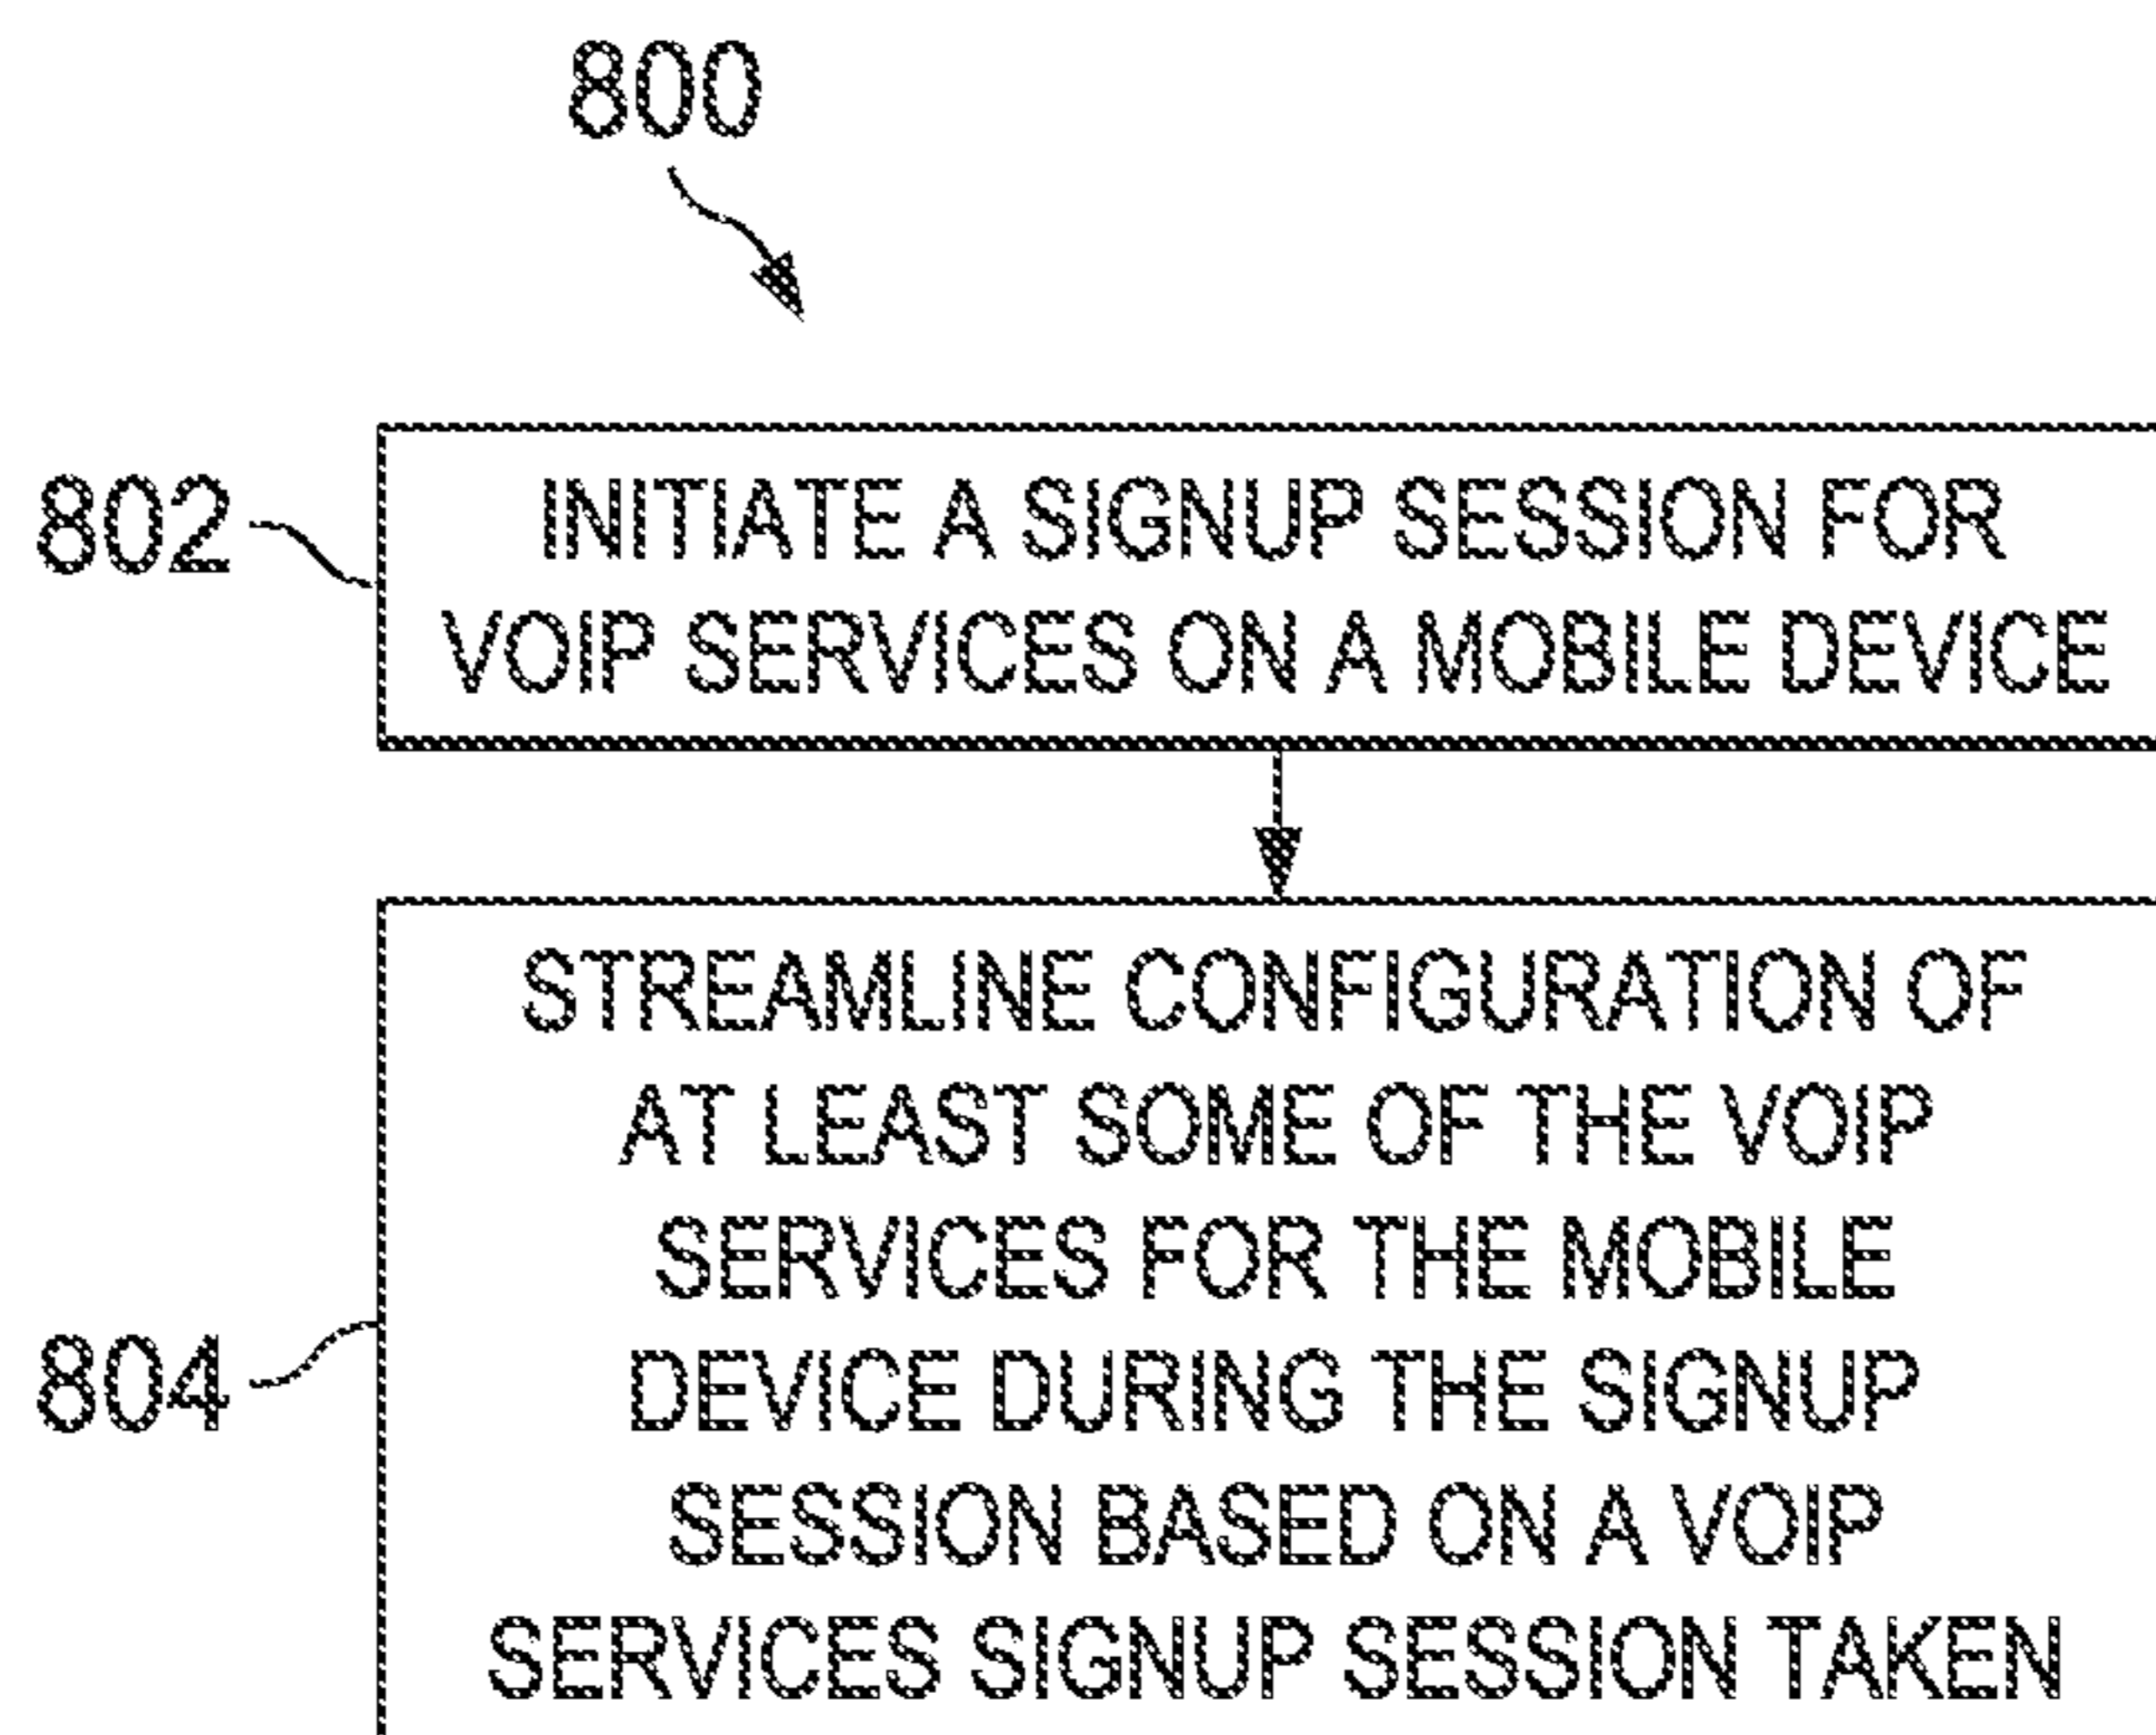 800
802
INITIATE A SIGNUP SESSION FOR
VOIP SERVICES ON A MOBILE DEVICE
804
STREAMLINE CONFIGURATION OF
AT LEAST SOME OF THE VOIP
SERVICES FOR THE MOBILE
DEVICE DURING THE SIGNUP
SESSION BASED ON A VOIP
SERVICES SIGNUP SESSION TAKEN